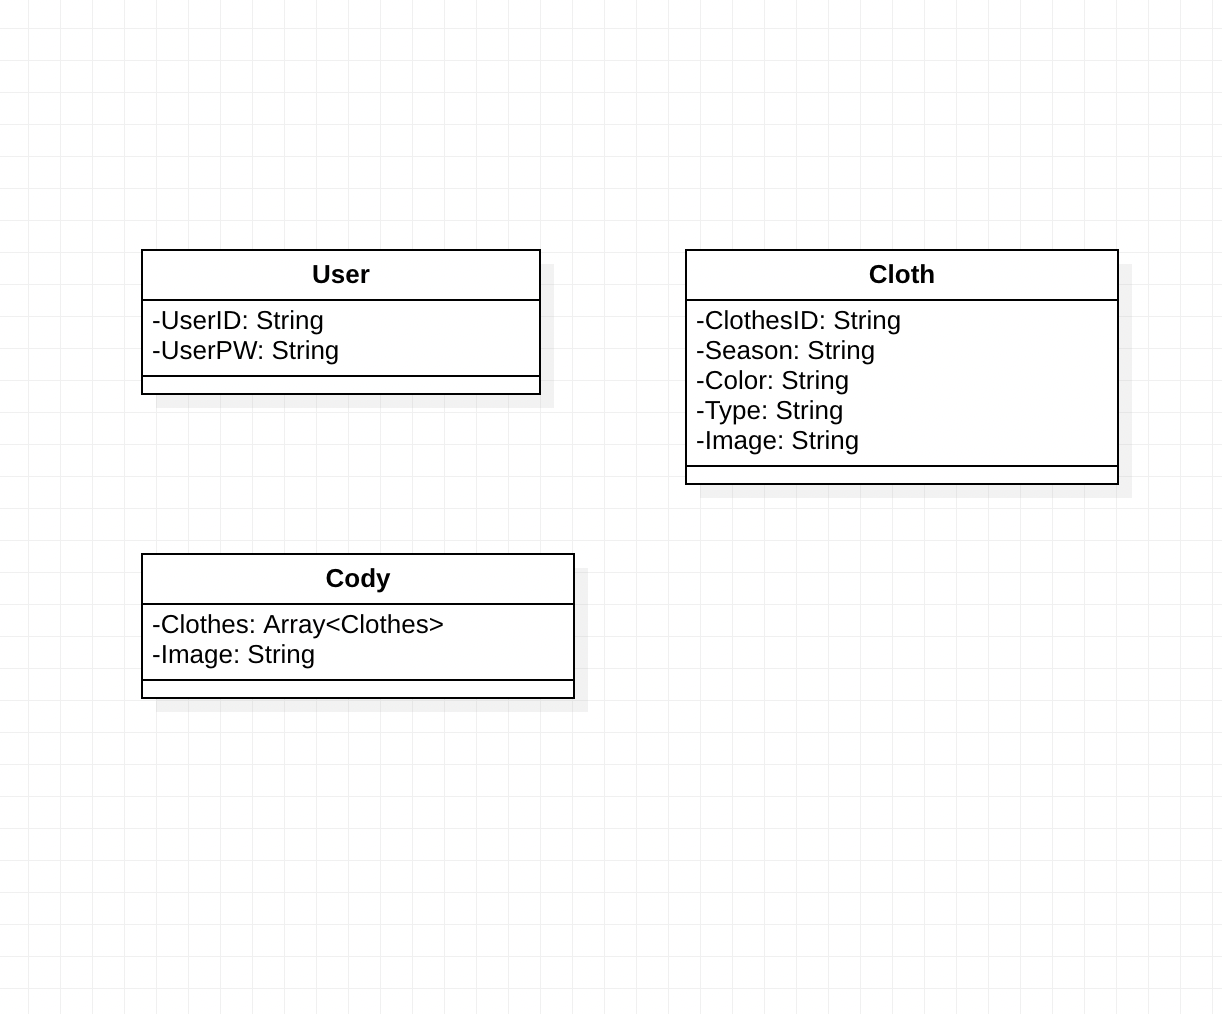 User
-UserID: String
-UserPW: String
Cloth
-ClothesID: String
-Season: String
-Color: String
-Type: String
-Image: String
Cody
-Clothes: Array<Clothes>
-Image: String